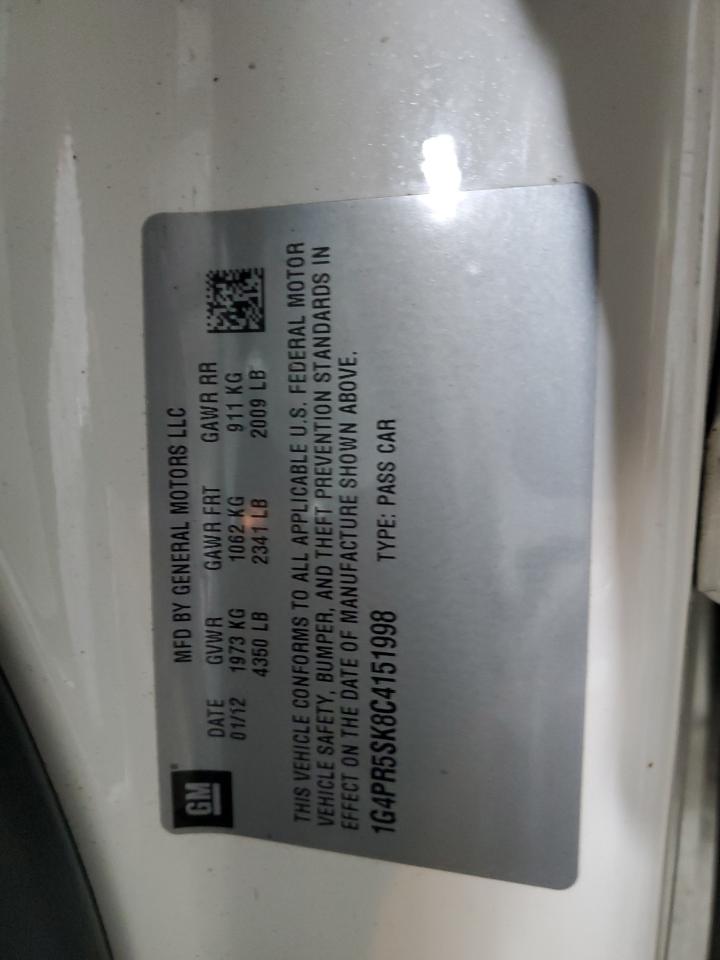 GM®
MFD BY GENERAL MOTORS LLC
DATE GVWR GAWR FRT GAWR RR
01/12 1973 KG 1062 KG 911 KG
4350 LB 2341 LB 2009 LB
THIS VEHICLE CONFORMS TO ALL APPLICABLE U.S. FEDERAL MOTOR
VEHICLE SAFETY, BUMPER, AND THEFT PREVENTION STANDARDS IN
EFFECT ON THE DATE OF MANUFACTURE SHOWN ABOVE.
1G4PR5SK8C4151998 TYPE: PASS CAR